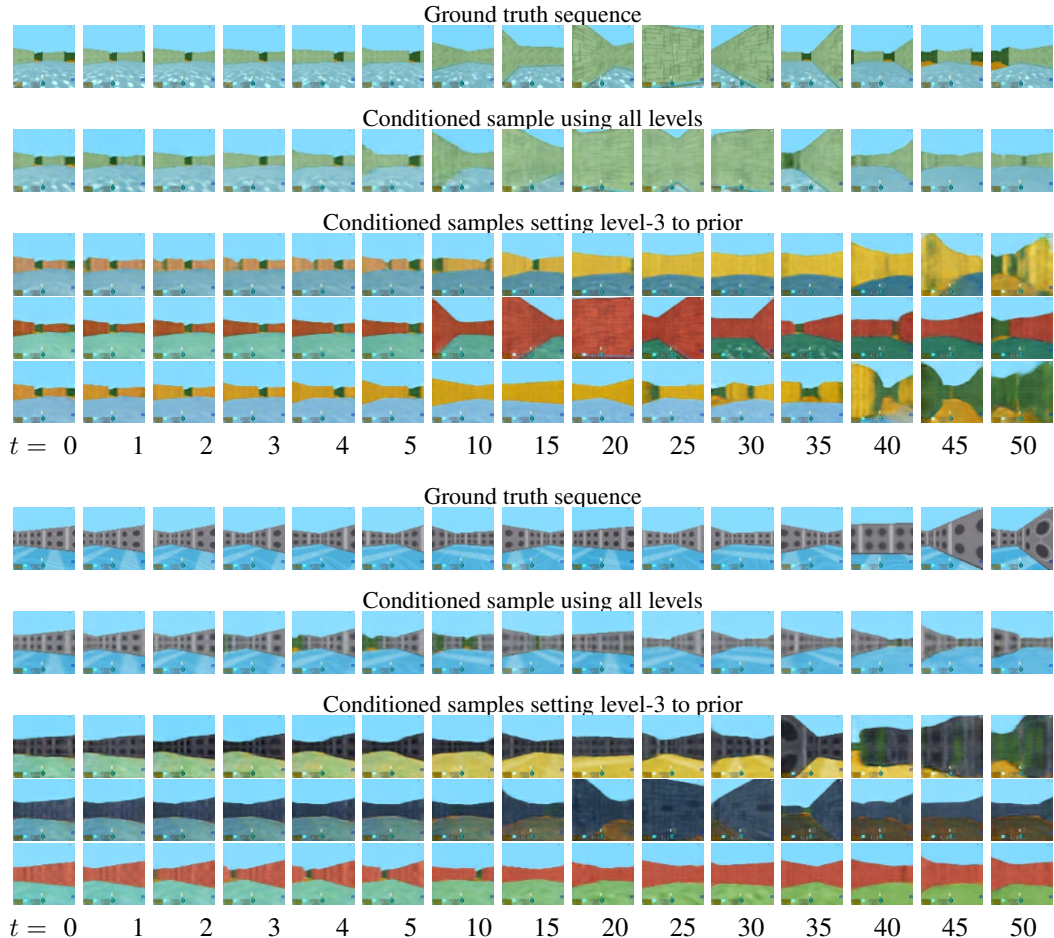 Ground truth sequence
Conditioned sample using all levels
Conditioned samples setting level-3 to prior
t = 0 1 2 3 4 5 10 15 20 25 30 35 40 45 50
Ground truth sequence
Conditioned sample using all levels
Conditioned samples setting level-3 to prior
t = 0 1 2 3 4 5 10 15 20 25 30 35 40 45 50